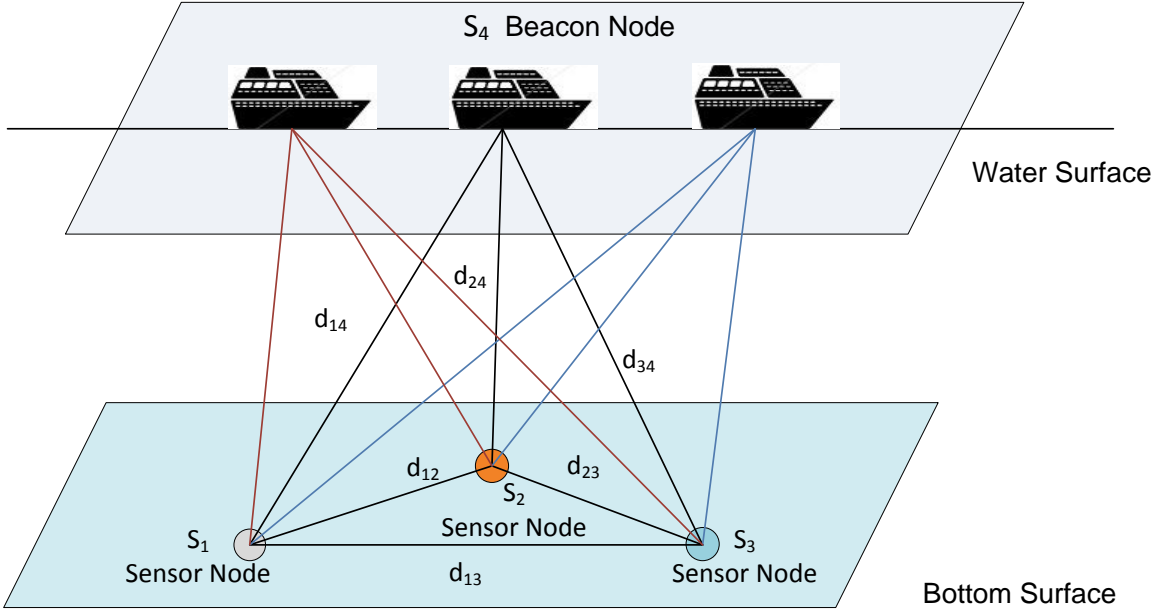 S4 Beacon Node
Water Surface
d24
d14
d34
d12
d23
S2
Sensor Node
S1
S3
Sensor Node
d13
Sensor Node
Bottom Surface